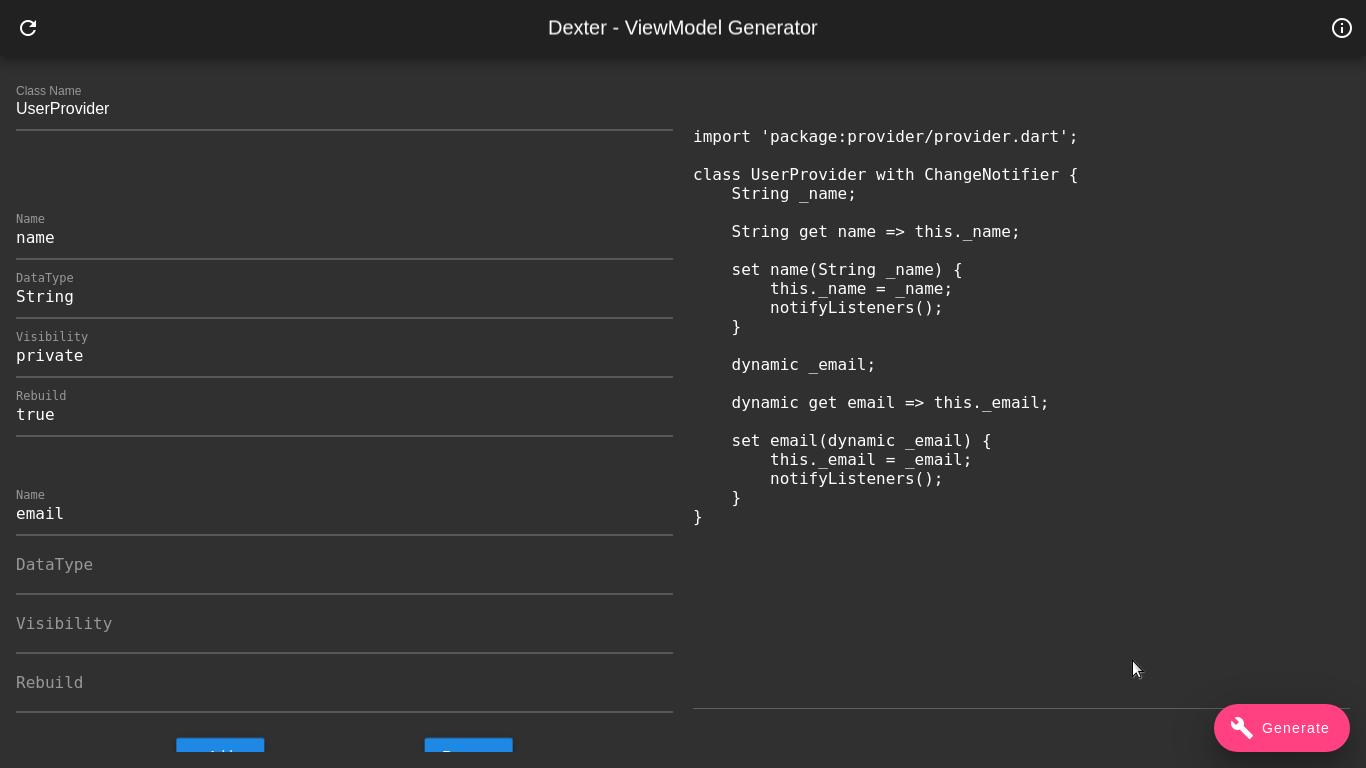 Dexter - ViewModel Generator
Class Name
UserProvider
Name
name
DataType
String
Visibility
private
Rebuild
true
Name
email
DataType
Visibility
Rebuild
import 'package:provider/provider.dart';
class UserProvider with ChangeNotifier {
String _name;
String get name => this._name;
set name(String _name) {
this._name = _name;
notifyListeners();
}
dynamic _email;
dynamic get email => this._email;
set email(dynamic _email) {
this._email = _email;
notifyListeners();
}
}
Generate